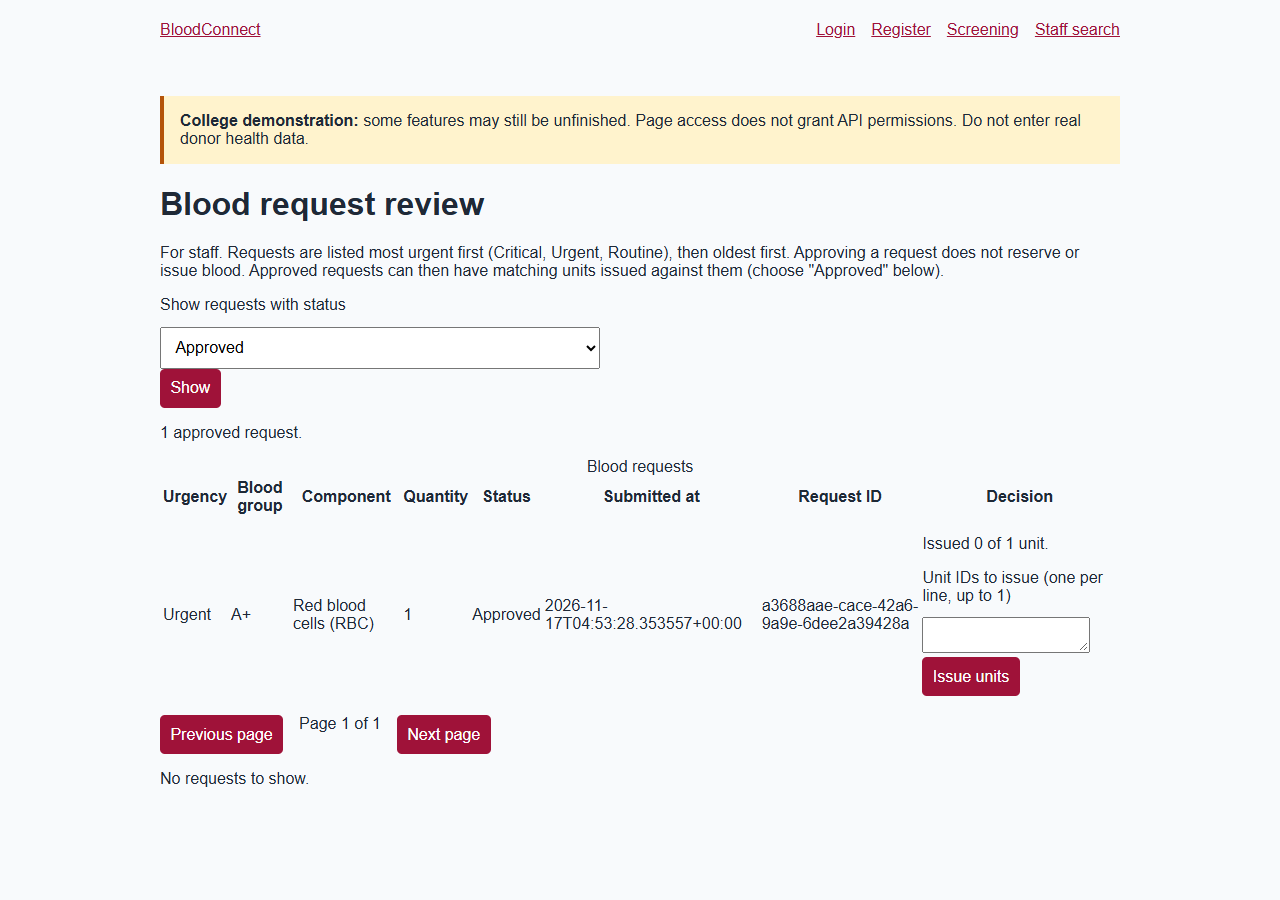 BloodConnect
Login Register Screening Staff search
College demonstration: some features may still be unfinished. Page access does not grant API permissions. Do not enter real
donor health data.
Blood request review
For staff. Requests are listed most urgent first (Critical, Urgent, Routine), then oldest first. Approving a request does not reserve or
issue blood. Approved requests can then have matching units issued against them (choose "Approved" below).
Show requests with status
Approved
Show
1 approved request.
Blood requests
Urgency Blood group Component Quantity Status Submitted at Request ID Decision
Urgent A+ Red blood cells (RBC) 1 Approved 2026-11-17T04:53:28.353557+00:00 a3688aae-cace-42a6-9a9e-6dee2a39428a
Issued 0 of 1 unit.
Unit IDs to issue (one per
line, up to 1)
Issue units
Previous page Page 1 of 1 Next page
No requests to show.